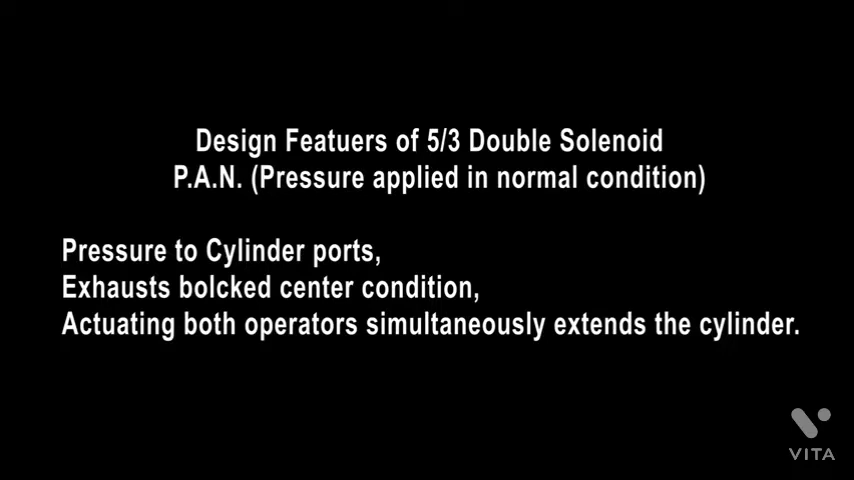 Design Featuers of 5/3 Double Solenoid
P.A.N. (Pressure applied in normal condition)
Pressure to Cylinder ports,
Exhausts bolcked center condition,
Actuating both operators simultaneously extends the cylinder.
VITA